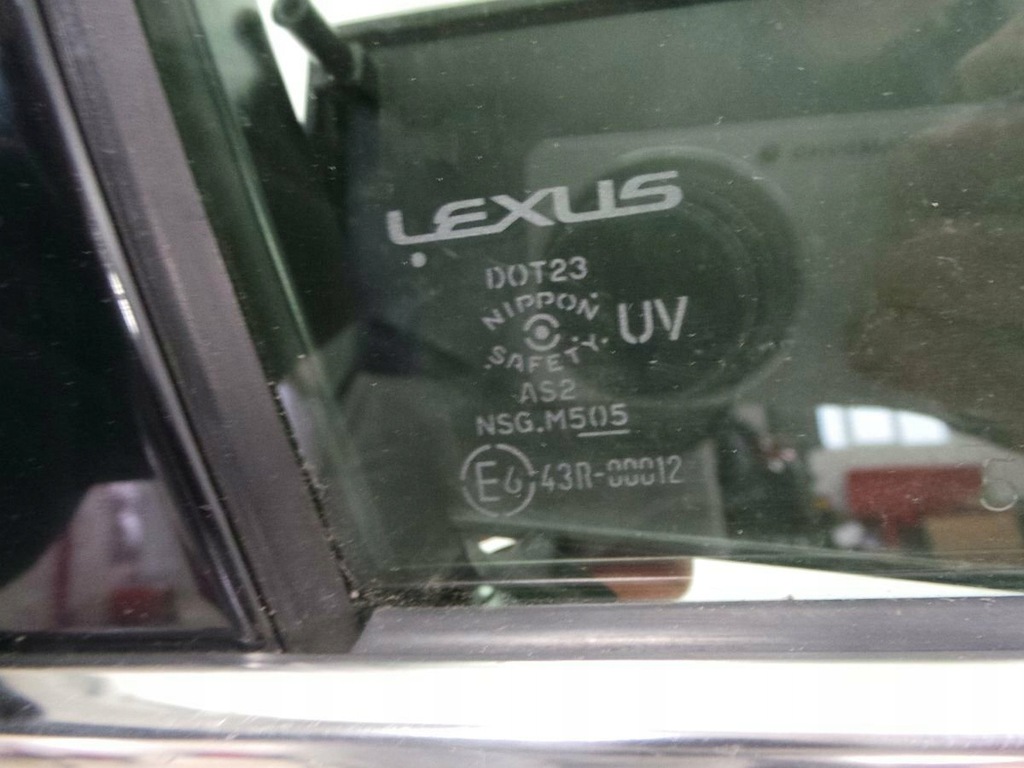 LEXUS
DOT23
NIPPON
UV
SAFETY
AS2
NSG.M505
E6 43R-00012